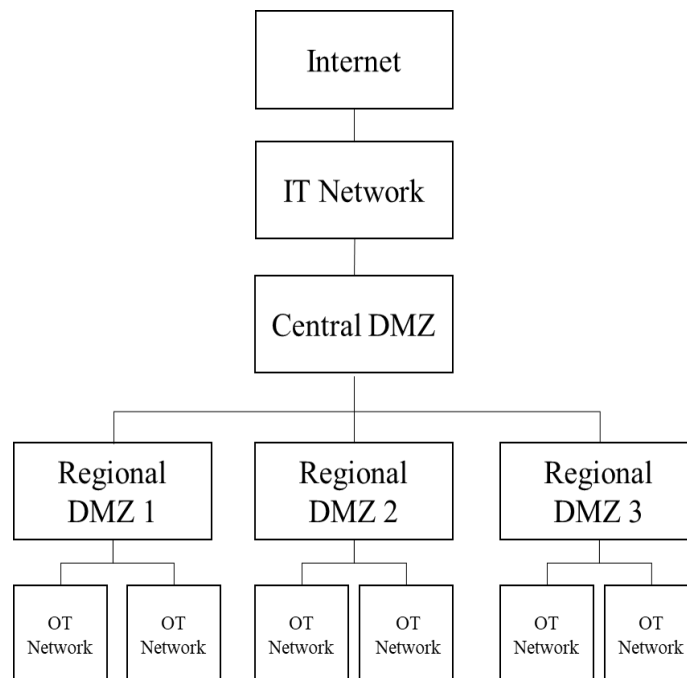 Internet
IT Network
Central DMZ
Regional
DMZ 1
Regional
DMZ 2
Regional
DMZ 3
OT
Network
OT
Network
OT
Network
OT
Network
OT
Network
OT
Network